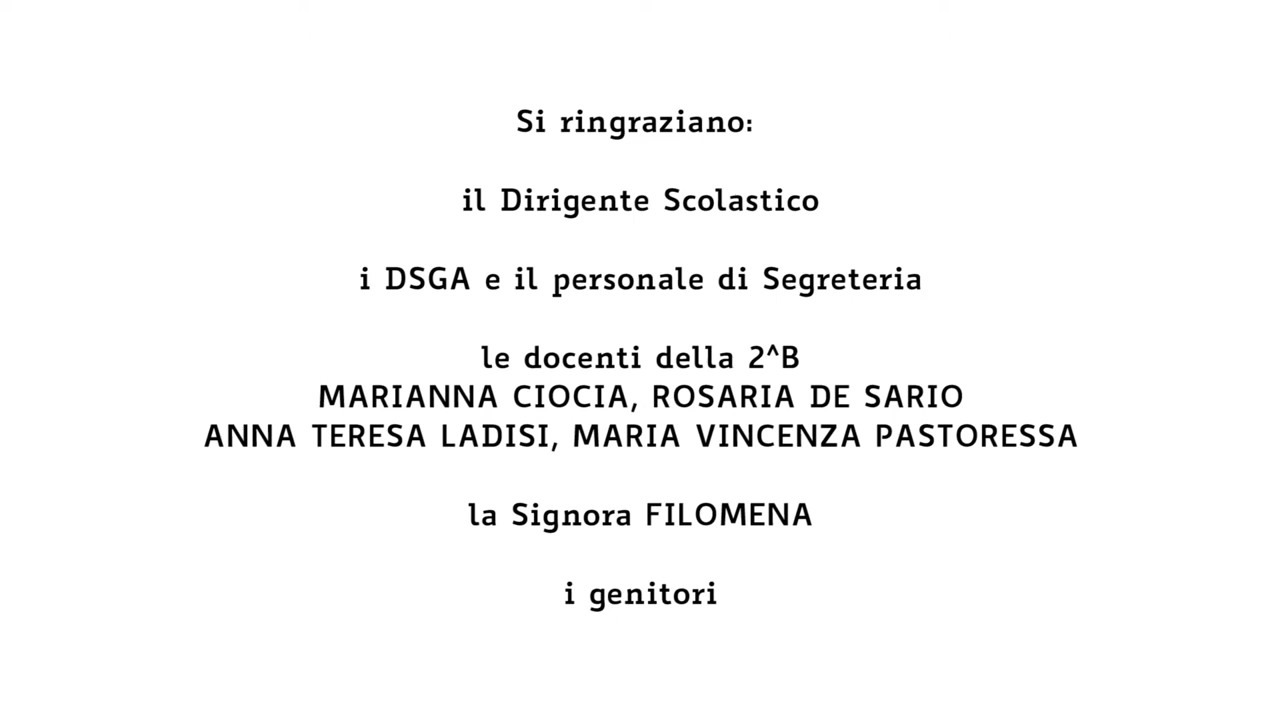 Si ringraziano:
il Dirigente Scolastico
i DSGA e il personale di Segreteria
le docenti della 2^B
MARIANNA CIOCIA, ROSARIA DE SARIO
ANNA TERESA LADISI, MARIA VINCENZA PASTORESSA
la Signora FILOMENA
i genitori